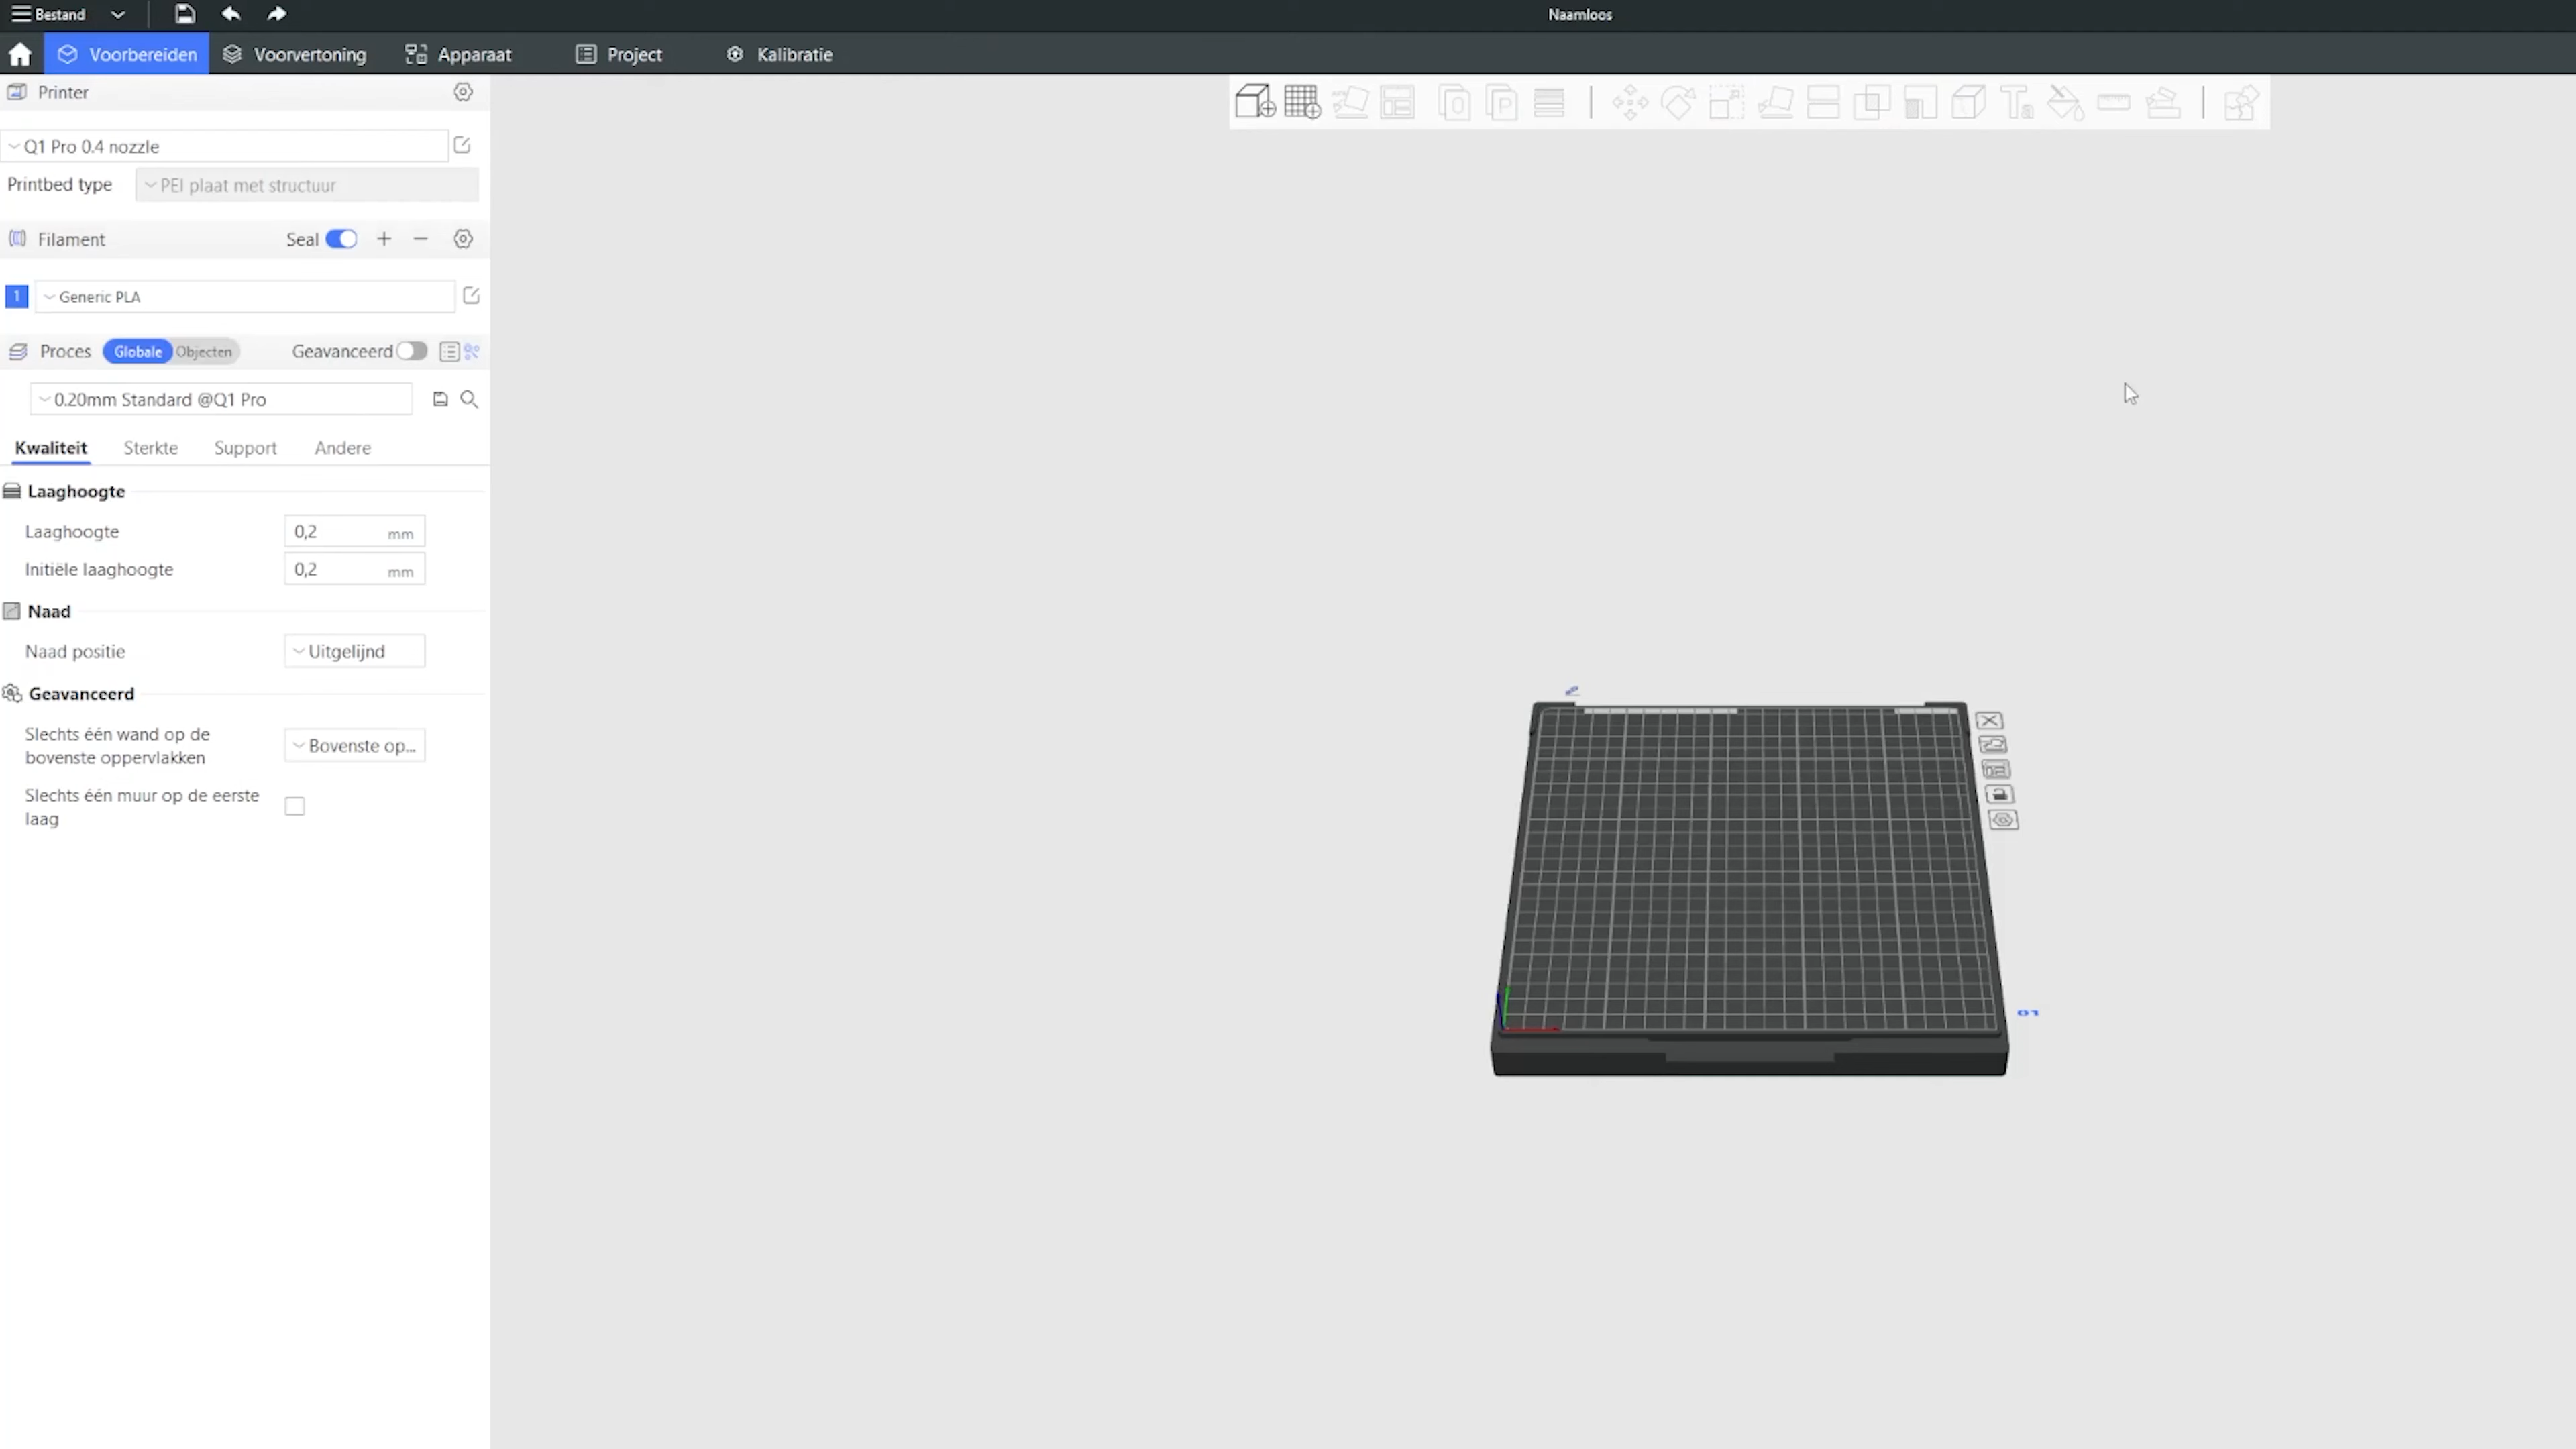 Bestand
Naamloos
Voorbereiden Voorvertoning Apparaat Project Kalibratie
Printer
Q1 Pro 0.4 nozzle
Printbed type PEI plaat met structuur
Filament Seal
1 Generic PLA
Proces Globale Objecten Geavanceerd
0.20mm Standard @Q1 Pro
Kwaliteit Sterkte Support Andere
Laaghoogte
Laaghoogte 0,2 mm
Initiële laaghoogte 0,2 mm
Naad
Naad positie Uitgelijnd
Geavanceerd
Slechts één wand op de
bovenste oppervlakken
Bovenste op...
Slechts één muur op de eerste
laag
01